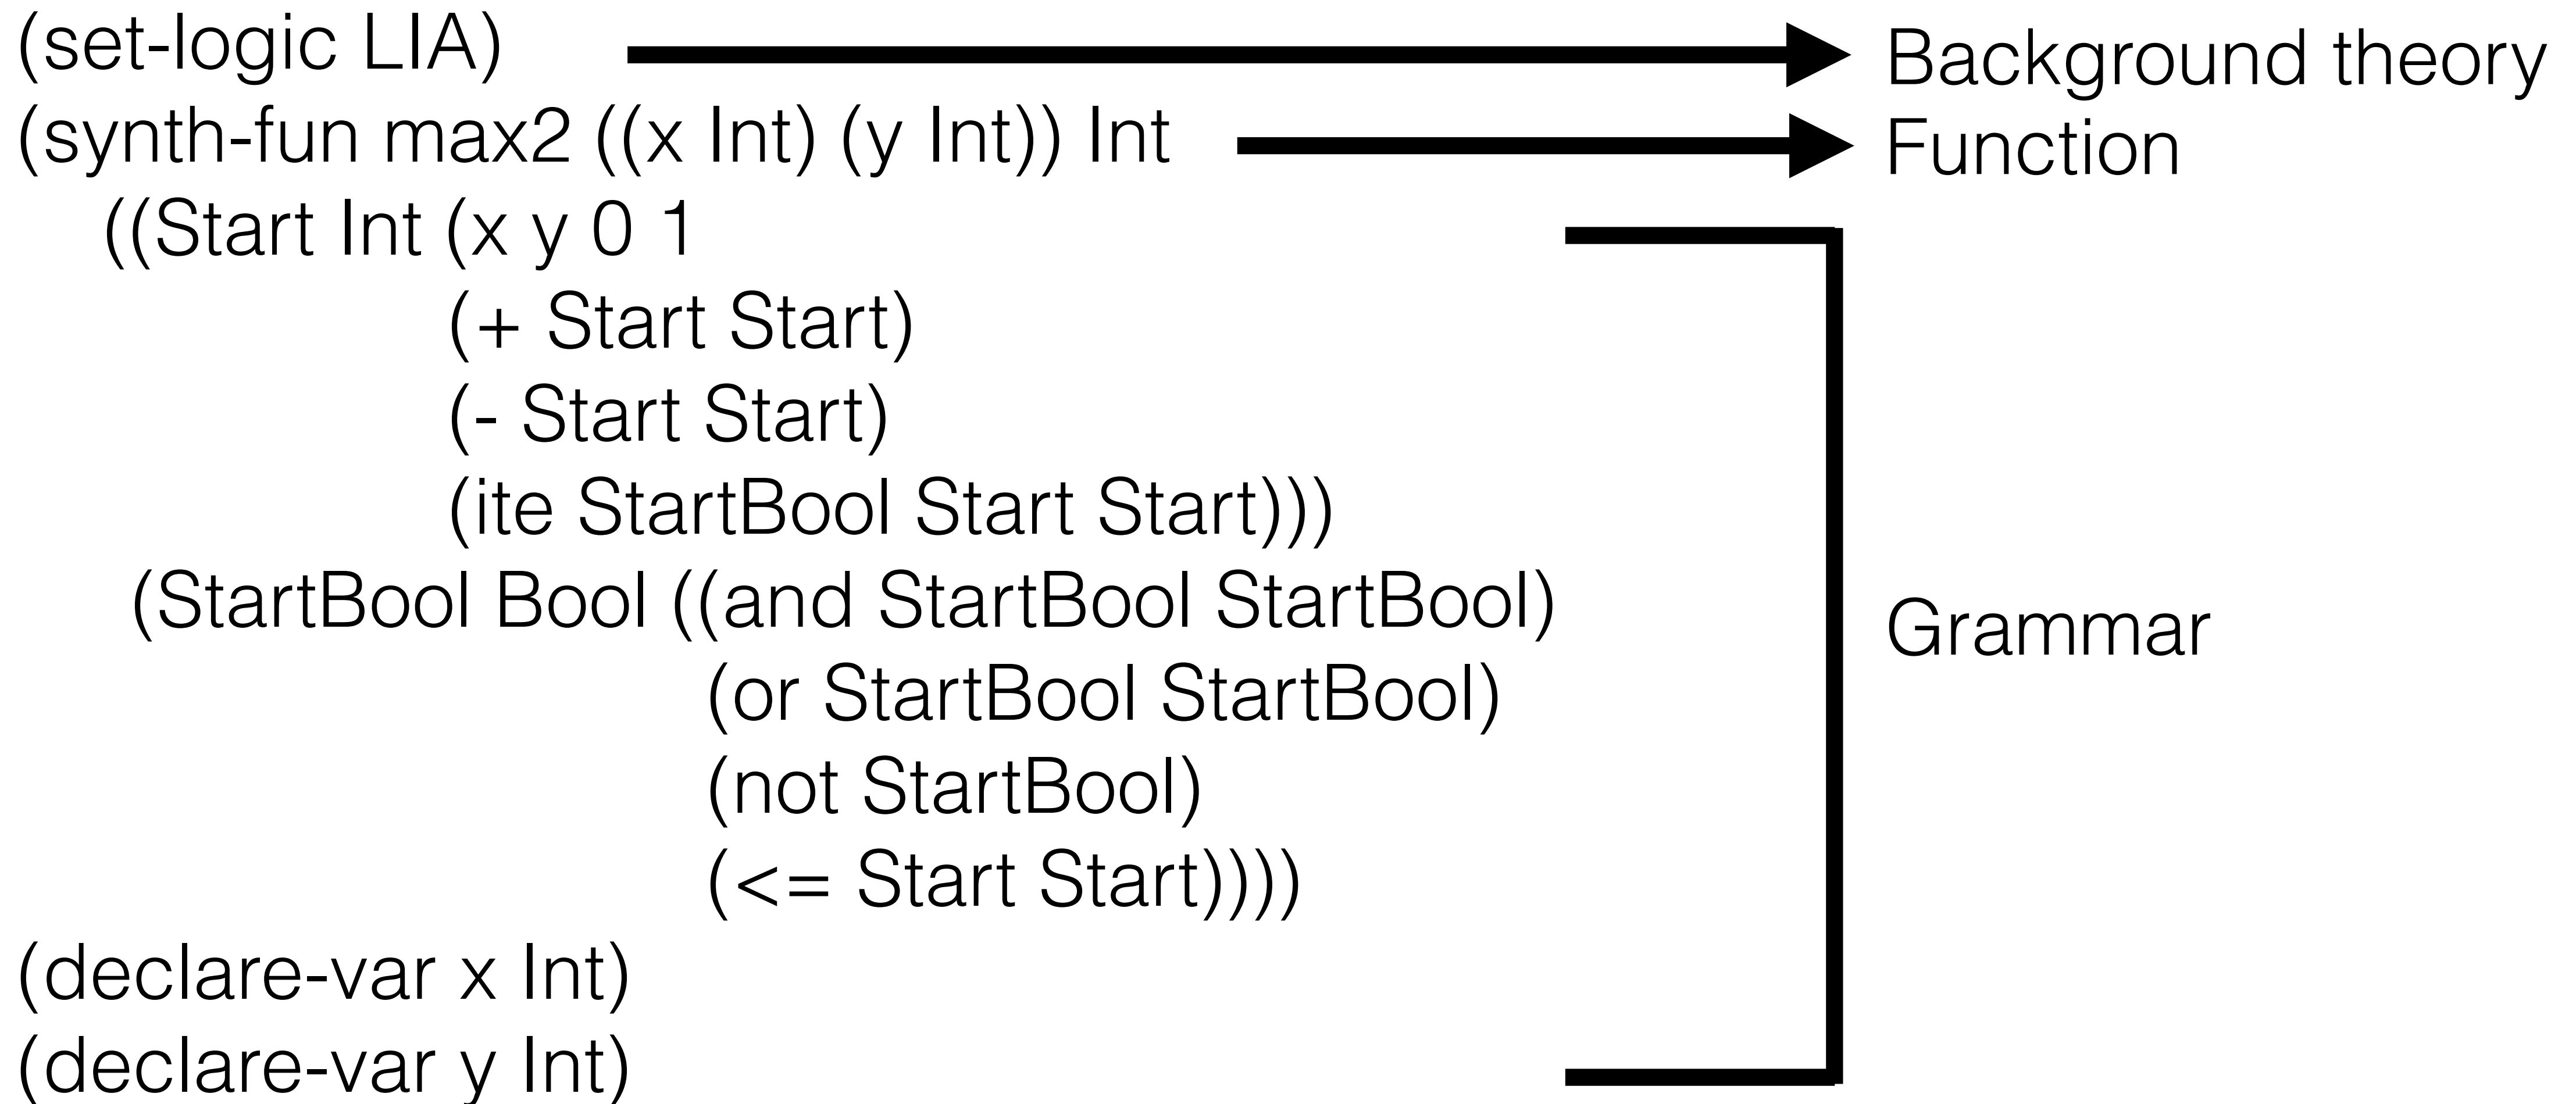 (set-logic LIA)
Background theory
(synth-fun max2 ((x Int) (y Int)) Int
Function
((Start Int (x y 0 1
(+ Start Start)
(- Start Start)
(ite StartBool Start Start)))
(StartBool Bool ((and StartBool StartBool)
Grammar
(or StartBool StartBool)
(not StartBool)
(<= Start Start))))
(declare-var x Int)
(declare-var y Int)